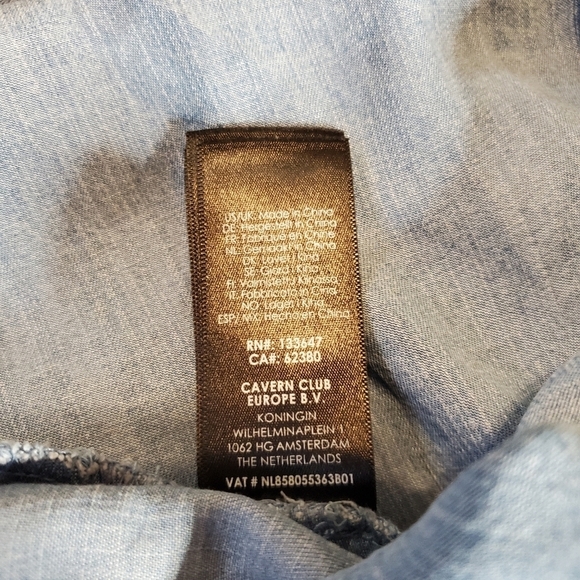 US/UK: Made in China
DE: Hergestellt in China
FR: Fabriqué en Chine
NL: Gemaakt in China
DK: Lavet i Kina
SE: Gjord i Kina
FI: Valmistettu Kiinassa
IT: Fabbricato in Cina
NO: Laget i Kina
ESP/MX: Hecho en China
RN#: 133647
CA#: 62380
CAVERN CLUB
EUROPE B.V.
KONINGIN
WILHELMINAPLEIN 1
1062 HG AMSTERDAM
THE NETHERLANDS
VAT # NL858055363B01